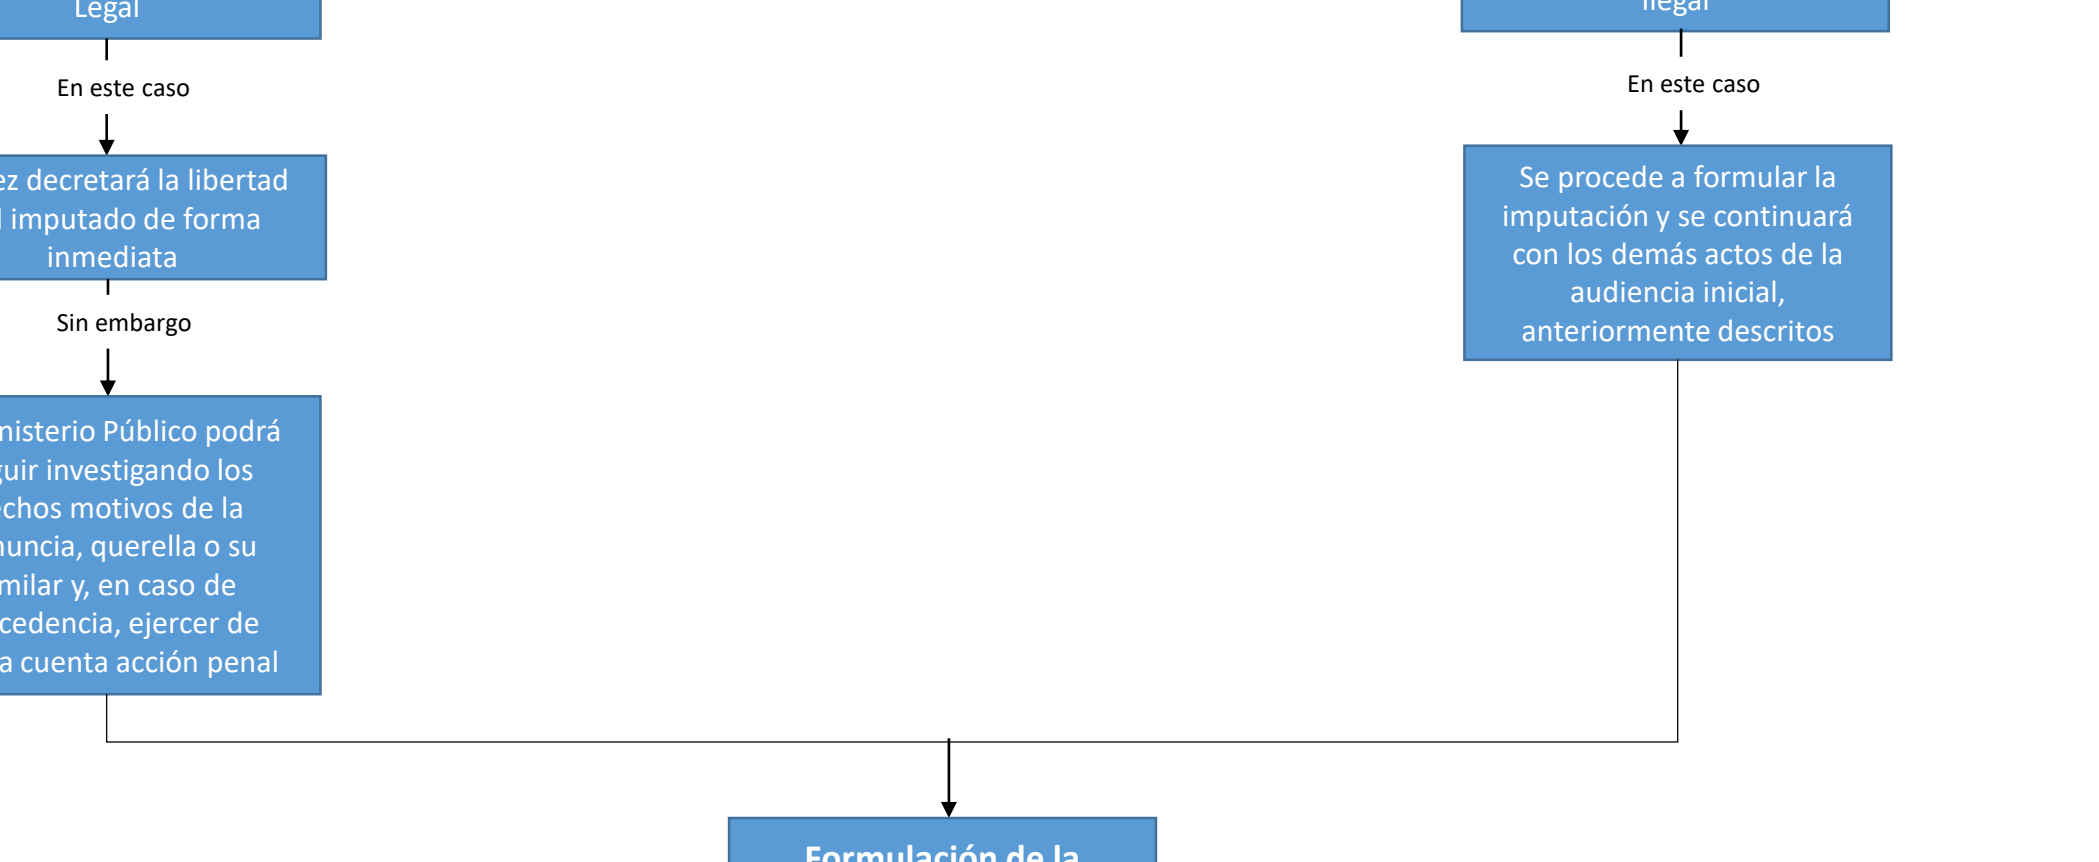 Legal
En este caso
ez decretará la libertad
l imputado de forma
inmediata
Sin embargo
nisterio Público podrá
guir investigando los
echos motivos de la
nuncia, querella o su
milar y, en caso de
cedencia, ejercer de
a cuenta acción penal
Ilegal
En este caso
Se procede a formular la
imputación y se continuará
con los demás actos de la
audiencia inicial,
anteriormente descritos
Formulación de la